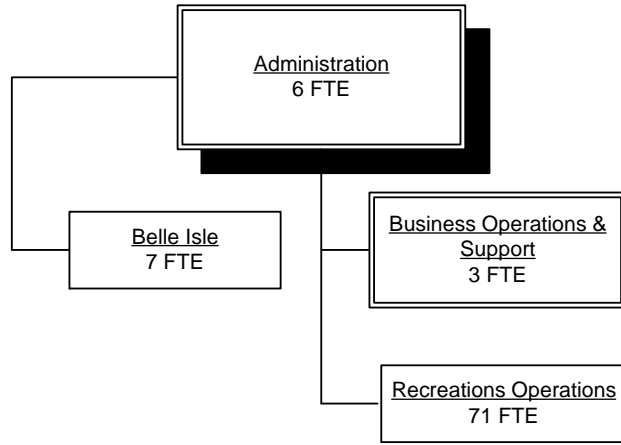 Administration
6 FTE
Belle Isle
7 FTE
Business Operations &
Support
3 FTE
Recreations Operations
71 FTE